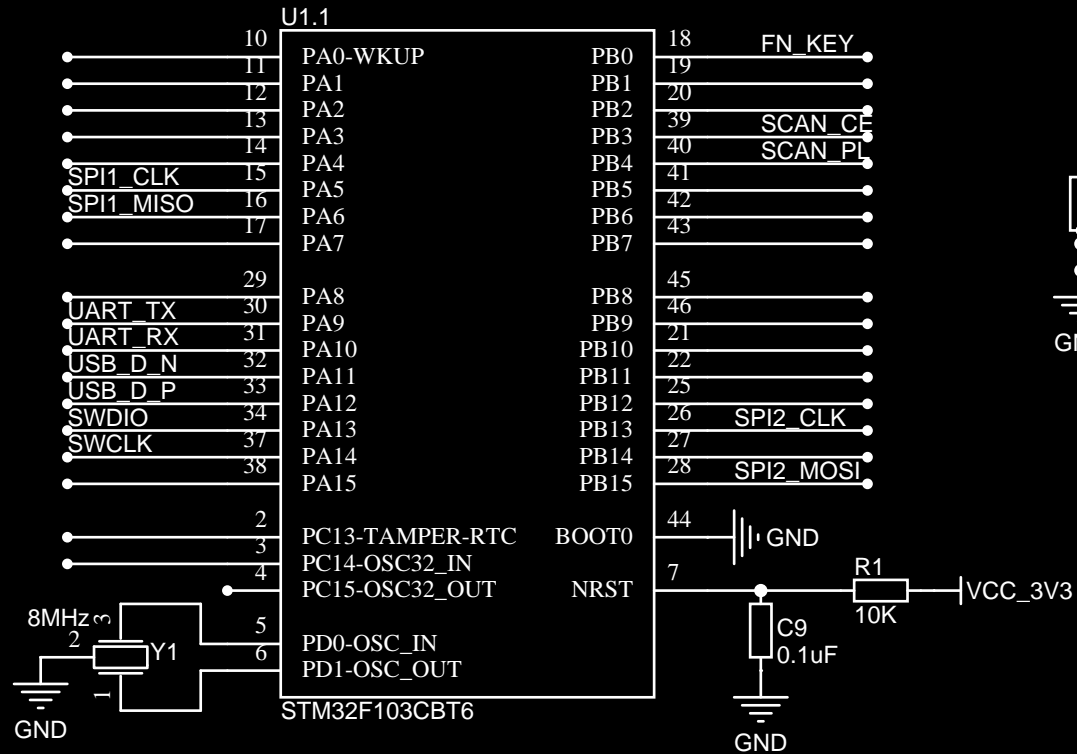 U1.1
10 PA0-WKUP PB0 18 FN_KEY
11 PA1 PB1 19
12 PA2 PB2 20
13 PA3 PB3 39 SCAN_CE
14 PA4 PB4 40 SCAN_PL
SPI1_CLK 15 PA5 PB5 41
SPI1_MISO 16 PA6 PB6 42
17 PA7 PB7 43
29 PA8 PB8 45
UART_TX 30 PA9 PB9 46
UART_RX 31 PA10 PB10 21
USB_D_N 32 PA11 PB11 22
USB_D_P 33 PA12 PB12 25
SWDIO 34 PA13 PB13 26 SPI2_CLK
SWCLK 37 PA14 PB14 27
38 PA15 PB15 28 SPI2_MOSI
2 PC13-TAMPER-RTC BOOT0 44 GND
3 PC14-OSC32_IN
4 PC15-OSC32_OUT NRST 7 R1 10K VCC_3V3
8MHz 3 2 1 Y1
5 PD0-OSC_IN
6 PD1-OSC_OUT
C9
0.1uF
GND
STM32F103CBT6
GND